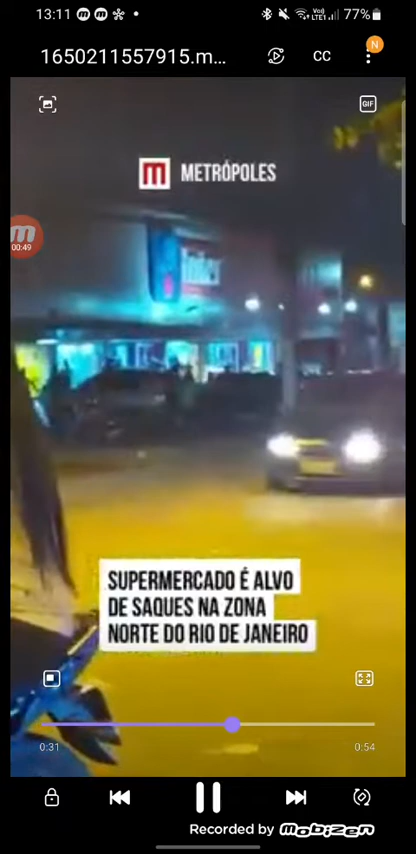 13:11
77%
1650211557915.m...
CC
N
GIF
METRÓPOLES
00:49
Inter
SUPERMERCADO É ALVO
DE SAQUES NA ZONA
NORTE DO RIO DE JANEIRO
0:31
0:54
Recorded by mobizen